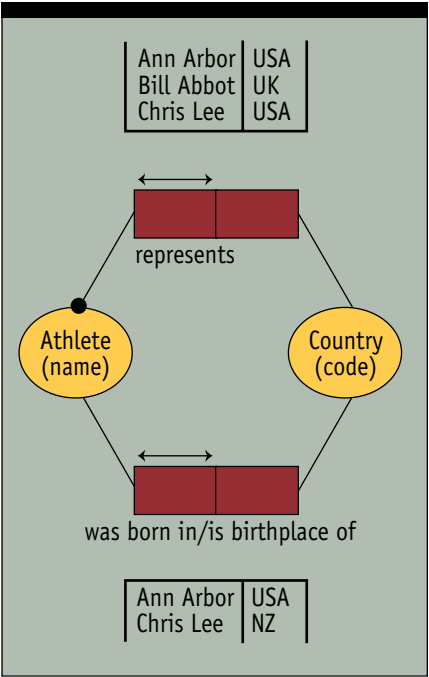 Ann Arbor USA
Bill Abbot UK
Chris Lee USA
represents
Athlete
(name)
Country
(code)
was born in/is birthplace of
Ann Arbor USA
Chris Lee NZ